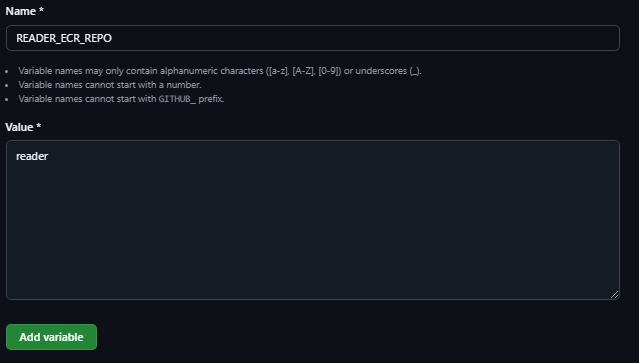 Name *
READER_ECR_REPO
• Variable names may only contain alphanumeric characters ([a-z], [A-Z], [0-9]) or underscores (_).
• Variable names cannot start with a number.
• Variable names cannot start with GITHUB_ prefix.
Value *
reader
Add variable